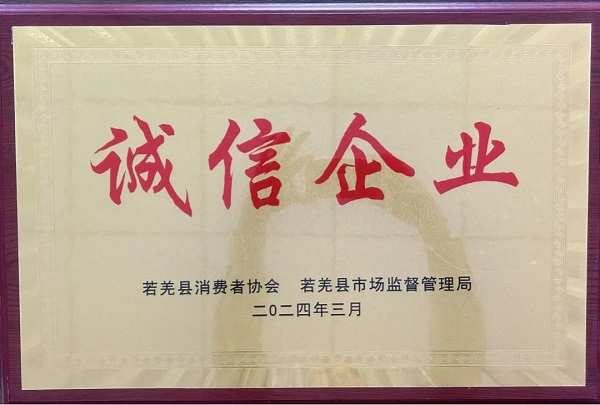 诚信企业
若羌县消费者协会 若羌县市场监督管理局
二0二四年三月